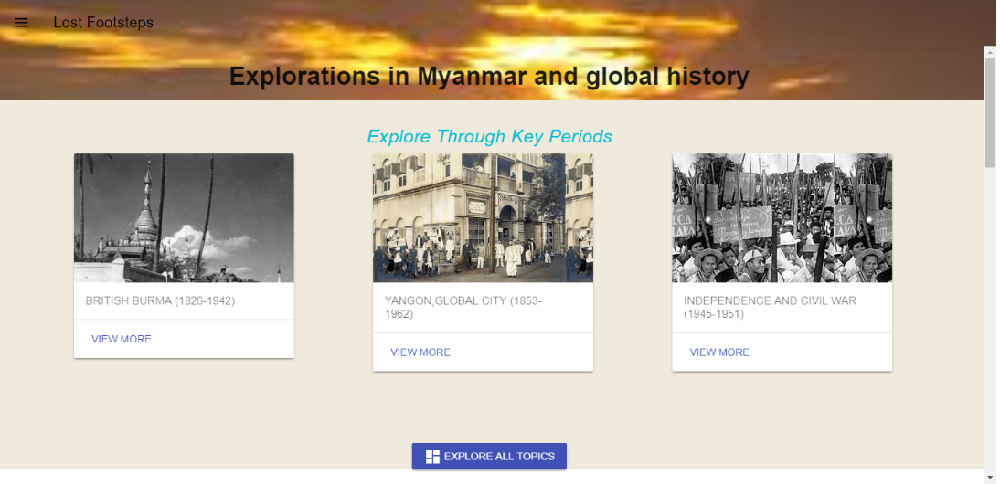 Lost Footsteps
Explorations in Myanmar and global history
Explore Through Key Periods
BRITISH BURMA (1826-1942)
VIEW MORE
YANGON,GLOBAL CITY (1853-
1962)
VIEW MORE
INDEPENDENCE AND CIVIL WAR
(1945-1951)
VIEW MORE
EXPLORE ALL TOPICS